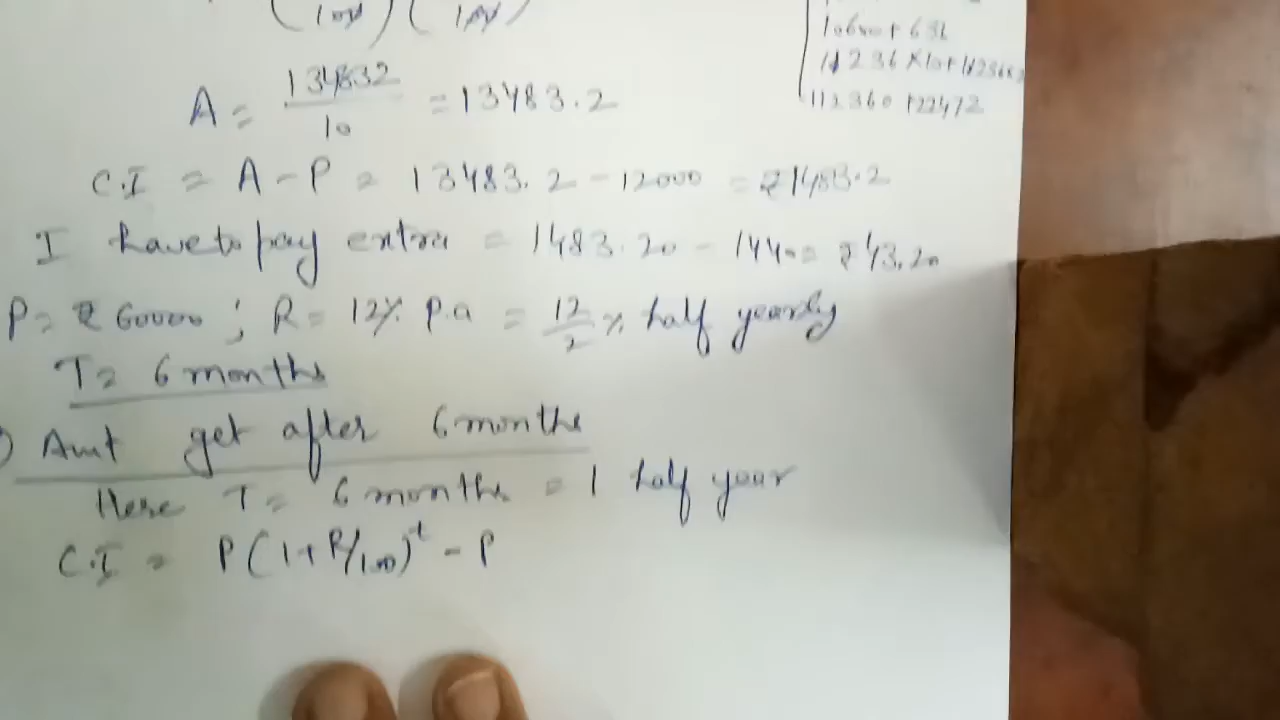 A = 134832/10 = 13483.2
C.I = A - P = 13483.2 - 12000 = ₹1483.2
I have to pay extra = 1483.20 - 1440 = ₹43.20
P = ₹60000 ; R = 12% p.a = 12/2 % half yearly
T = 6 months
) Amt get after 6 months
Here T = 6 months = 1 half year
C.I = P(1+R/100)^t - P
112360 + 22472